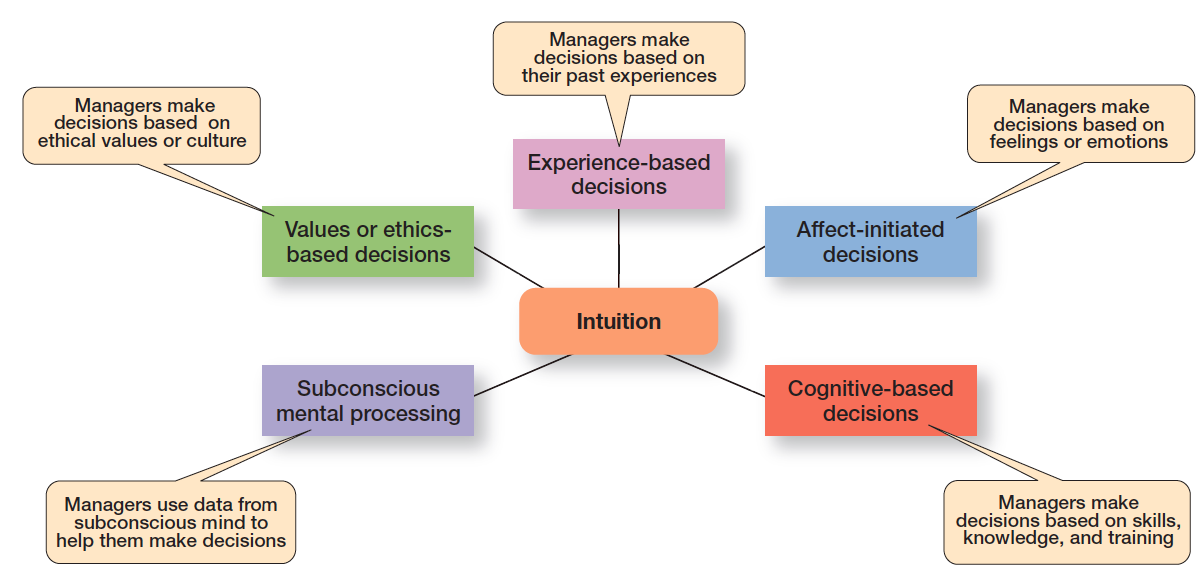 Managers make
decisions based on
their past experiences
Managers make
decisions based on
ethical values or culture
Managers make
decisions based on
feelings or emotions
Experience-based
decisions
Values or ethics-
based decisions
Affect-initiated
decisions
Intuition
Subconscious
mental processing
Cognitive-based
decisions
Managers use data from
subconscious mind to
help them make decisions
Managers make
decisions based on skills,
knowledge, and training